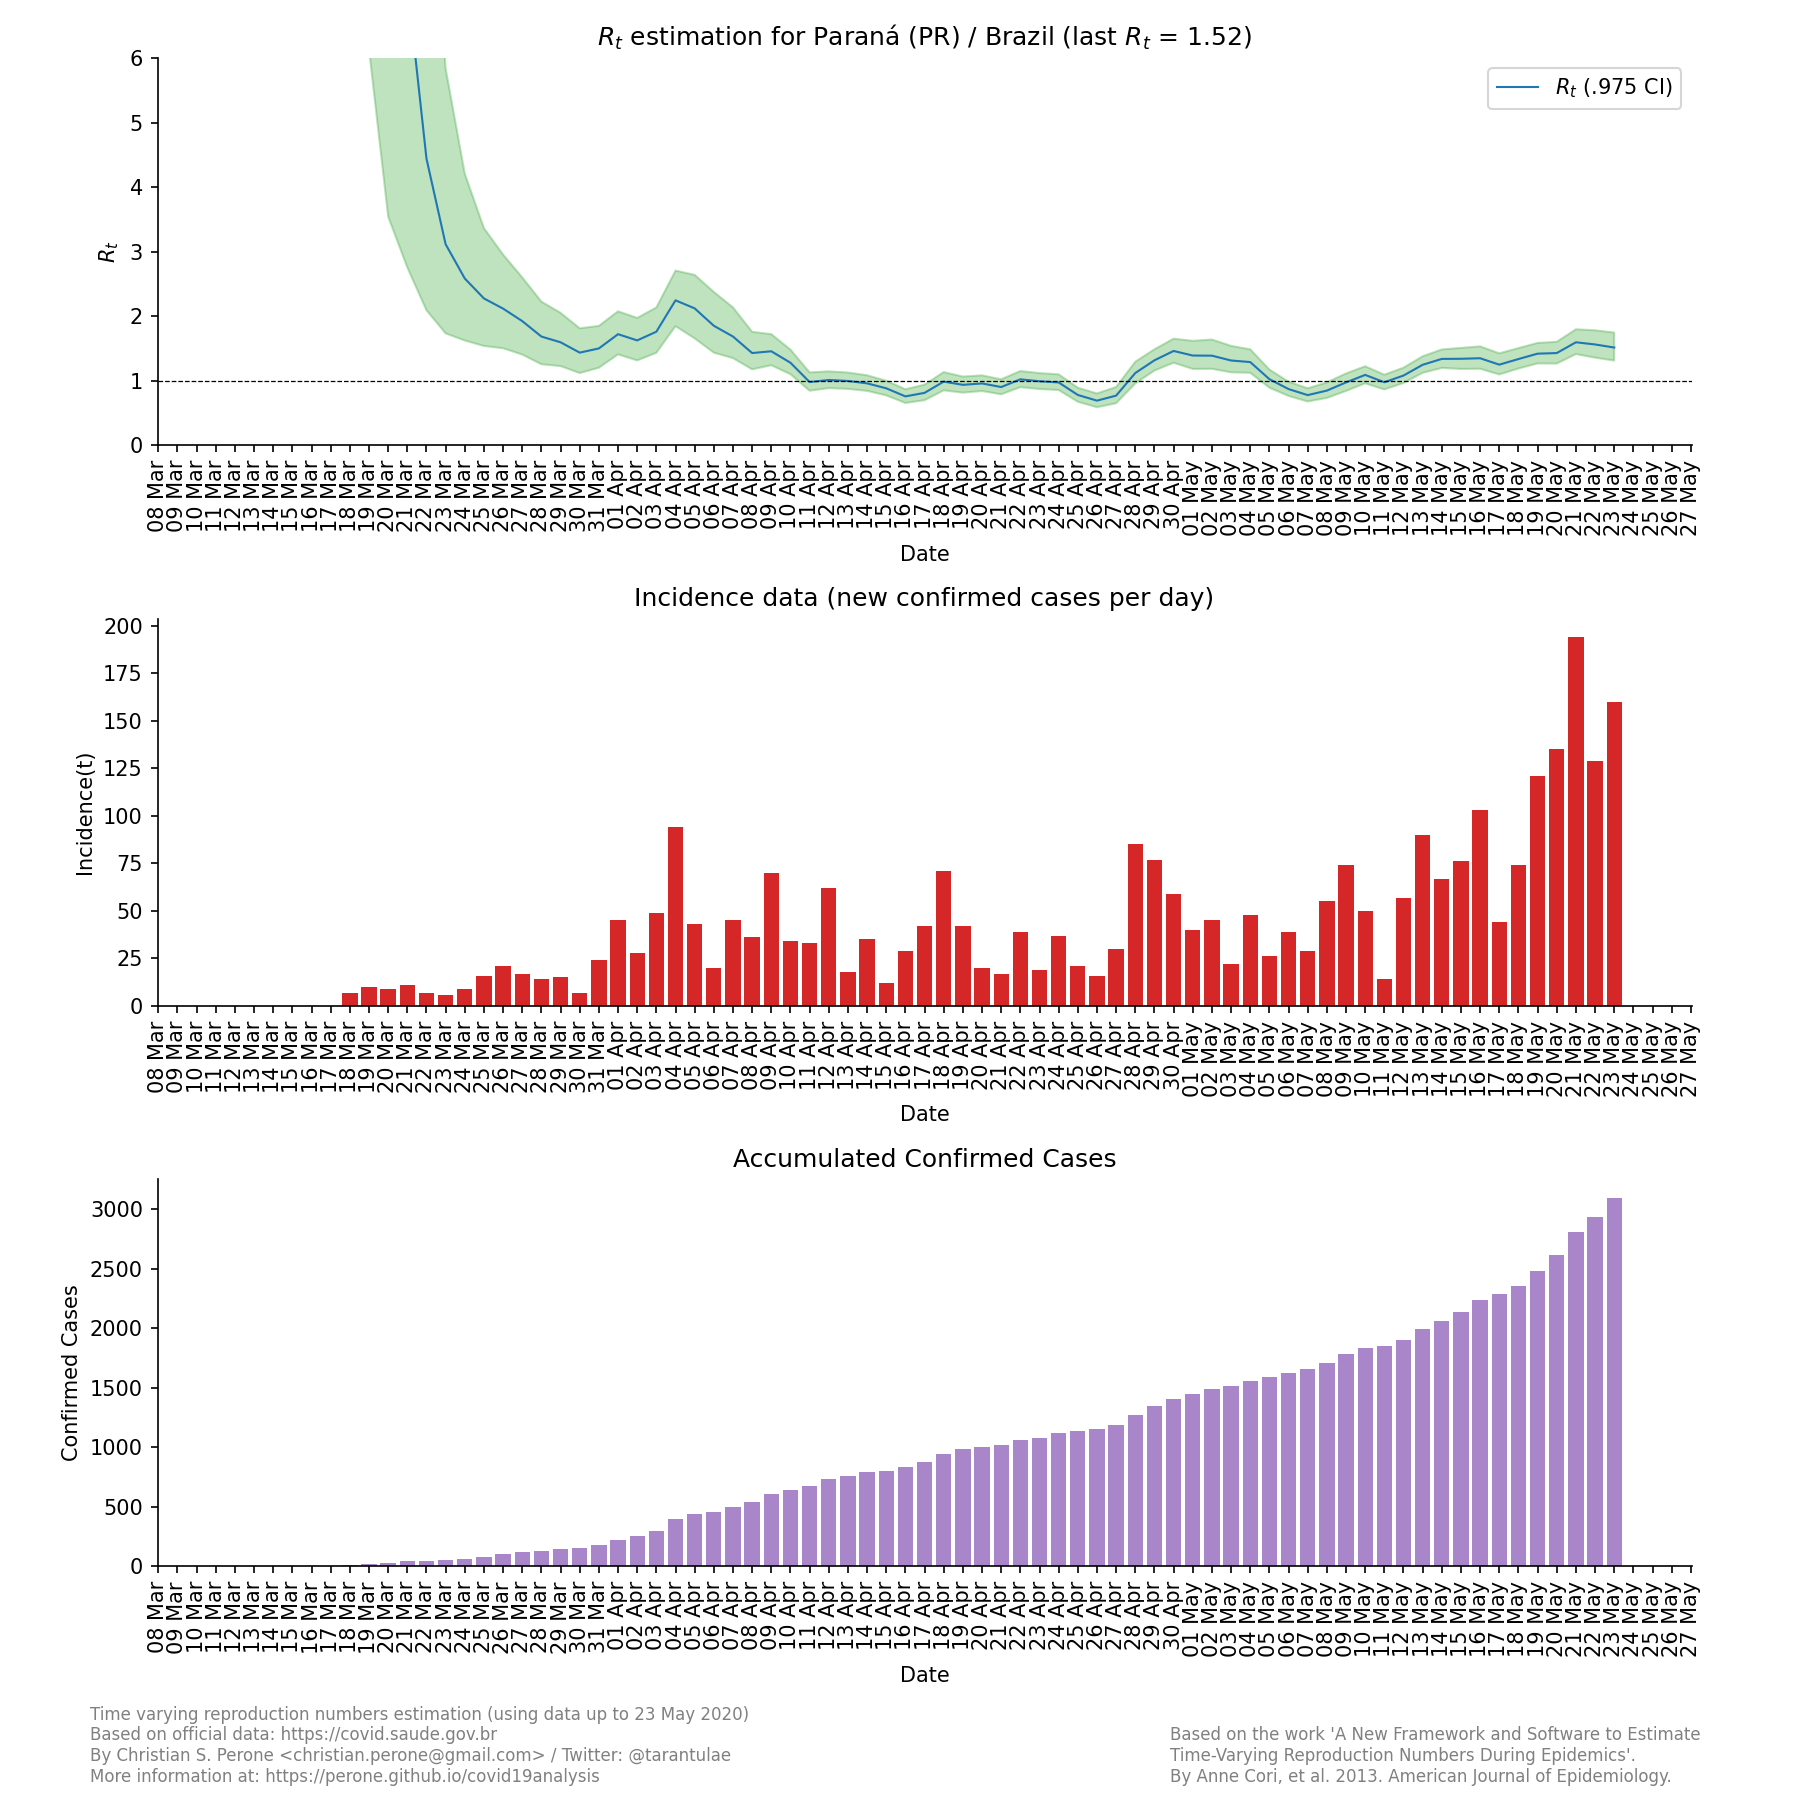 R_t estimation for Paraná (PR) / Brazil (last R_t = 1.52)
R_t (.975 CI)
R_t
6
5
4
3
2
1
0
08 Mar 09 Mar 10 Mar 11 Mar 12 Mar 13 Mar 14 Mar 15 Mar 16 Mar 17 Mar 18 Mar 19 Mar 20 Mar 21 Mar 22 Mar 23 Mar 24 Mar 25 Mar 26 Mar 27 Mar 28 Mar 29 Mar 30 Mar 31 Mar 01 Apr 02 Apr 03 Apr 04 Apr 05 Apr 06 Apr 07 Apr 08 Apr 09 Apr 10 Apr 11 Apr 12 Apr 13 Apr 14 Apr 15 Apr 16 Apr 17 Apr 18 Apr 19 Apr 20 Apr 21 Apr 22 Apr 23 Apr 24 Apr 25 Apr 26 Apr 27 Apr 28 Apr 29 Apr 30 Apr 01 May 02 May 03 May 04 May 05 May 06 May 07 May 08 May 09 May 10 May 11 May 12 May 13 May 14 May 15 May 16 May 17 May 18 May 19 May 20 May 21 May 22 May 23 May 24 May 25 May 26 May 27 May
Date
Incidence data (new confirmed cases per day)
Incidence(t)
200
175
150
125
100
75
50
25
0
08 Mar 09 Mar 10 Mar 11 Mar 12 Mar 13 Mar 14 Mar 15 Mar 16 Mar 17 Mar 18 Mar 19 Mar 20 Mar 21 Mar 22 Mar 23 Mar 24 Mar 25 Mar 26 Mar 27 Mar 28 Mar 29 Mar 30 Mar 31 Mar 01 Apr 02 Apr 03 Apr 04 Apr 05 Apr 06 Apr 07 Apr 08 Apr 09 Apr 10 Apr 11 Apr 12 Apr 13 Apr 14 Apr 15 Apr 16 Apr 17 Apr 18 Apr 19 Apr 20 Apr 21 Apr 22 Apr 23 Apr 24 Apr 25 Apr 26 Apr 27 Apr 28 Apr 29 Apr 30 Apr 01 May 02 May 03 May 04 May 05 May 06 May 07 May 08 May 09 May 10 May 11 May 12 May 13 May 14 May 15 May 16 May 17 May 18 May 19 May 20 May 21 May 22 May 23 May 24 May 25 May 26 May 27 May
Date
Accumulated Confirmed Cases
Confirmed Cases
3000
2500
2000
1500
1000
500
0
08 Mar 09 Mar 10 Mar 11 Mar 12 Mar 13 Mar 14 Mar 15 Mar 16 Mar 17 Mar 18 Mar 19 Mar 20 Mar 21 Mar 22 Mar 23 Mar 24 Mar 25 Mar 26 Mar 27 Mar 28 Mar 29 Mar 30 Mar 31 Mar 01 Apr 02 Apr 03 Apr 04 Apr 05 Apr 06 Apr 07 Apr 08 Apr 09 Apr 10 Apr 11 Apr 12 Apr 13 Apr 14 Apr 15 Apr 16 Apr 17 Apr 18 Apr 19 Apr 20 Apr 21 Apr 22 Apr 23 Apr 24 Apr 25 Apr 26 Apr 27 Apr 28 Apr 29 Apr 30 Apr 01 May 02 May 03 May 04 May 05 May 06 May 07 May 08 May 09 May 10 May 11 May 12 May 13 May 14 May 15 May 16 May 17 May 18 May 19 May 20 May 21 May 22 May 23 May 24 May 25 May 26 May 27 May
Date
Time varying reproduction numbers estimation (using data up to 23 May 2020)
Based on official data: https://covid.saude.gov.br
By Christian S. Perone <christian.perone@gmail.com> / Twitter: @tarantulae
More information at: https://perone.github.io/covid19analysis
Based on the work 'A New Framework and Software to Estimate
Time-Varying Reproduction Numbers During Epidemics'.
By Anne Cori, et al. 2013. American Journal of Epidemiology.